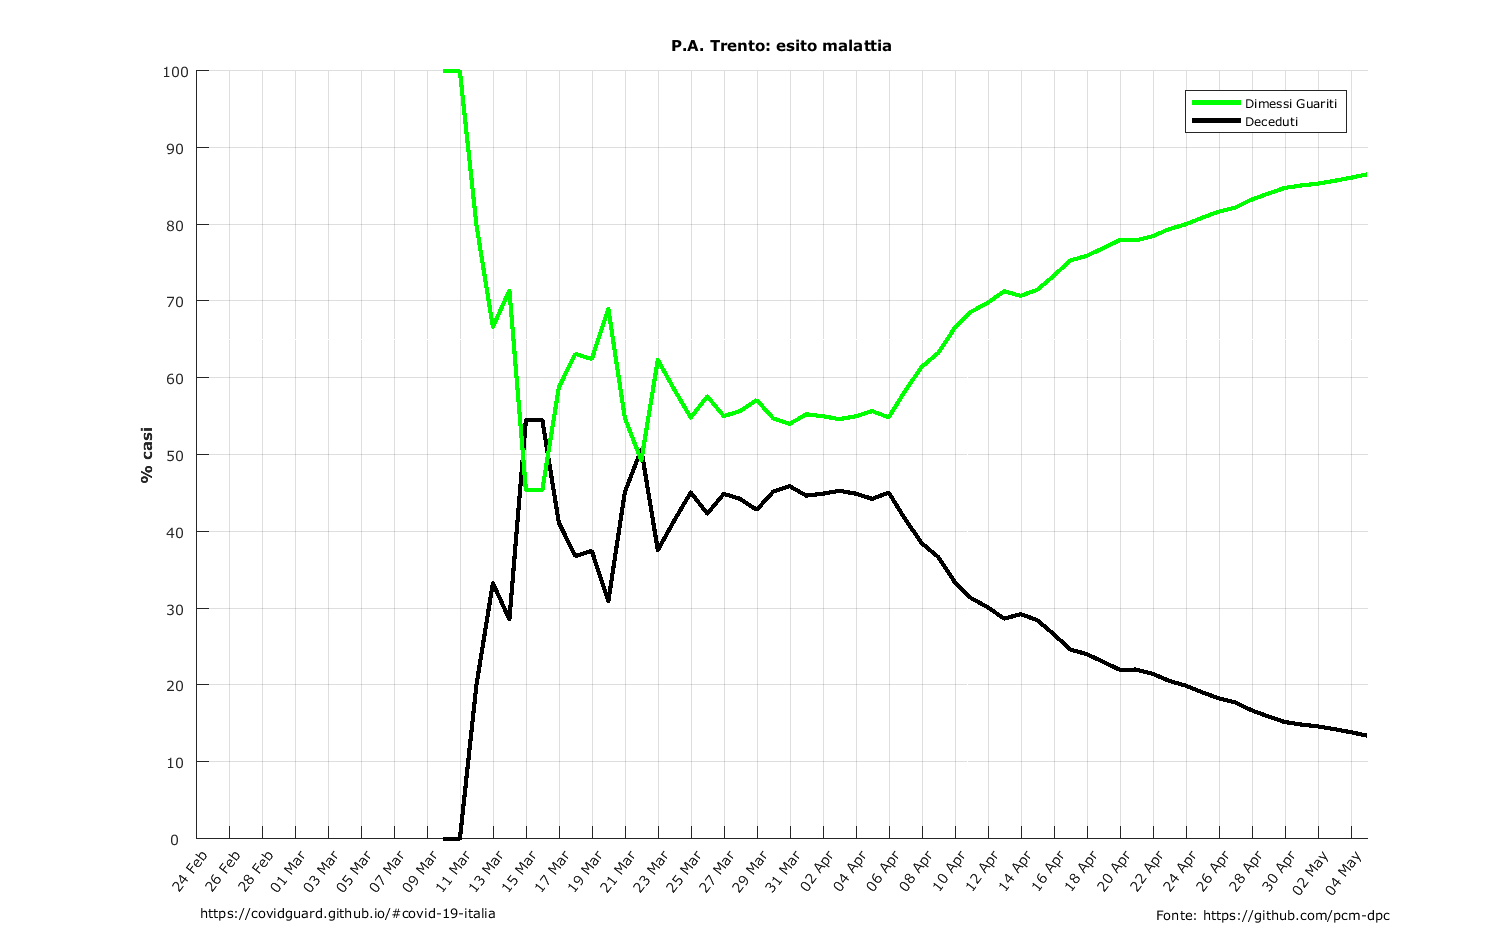 P.A. Trento: esito malattia
100
90
80
70
60
50
40
30
20
10
0
% casi
Dimessi Guariti
Deceduti
24 Feb
26 Feb
28 Feb
01 Mar
03 Mar
05 Mar
07 Mar
09 Mar
11 Mar
13 Mar
15 Mar
17 Mar
19 Mar
21 Mar
23 Mar
25 Mar
27 Mar
29 Mar
31 Mar
02 Apr
04 Apr
06 Apr
08 Apr
10 Apr
12 Apr
14 Apr
16 Apr
18 Apr
20 Apr
22 Apr
24 Apr
26 Apr
28 Apr
30 Apr
02 May
04 May
https://covidguard.github.io/#covid-19-italia
Fonte: https://github.com/pcm-dpc